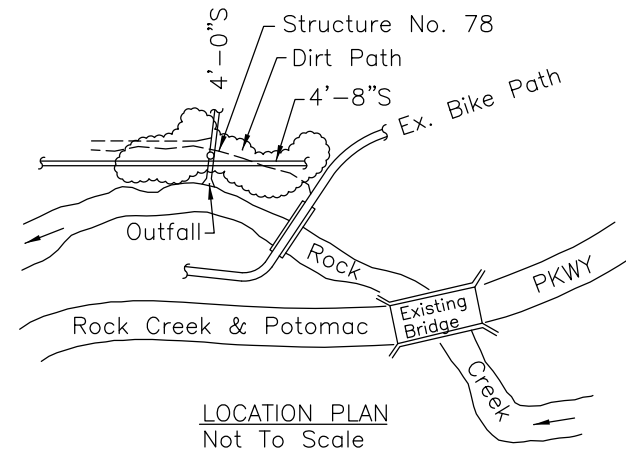 4'-0"S
Structure No. 78
Dirt Path
4'-8"S
Ex. Bike Path
Outfall
Rock
PKWY
Existing
Bridge
Rock Creek & Potomac
Creek
LOCATION PLAN
Not To Scale